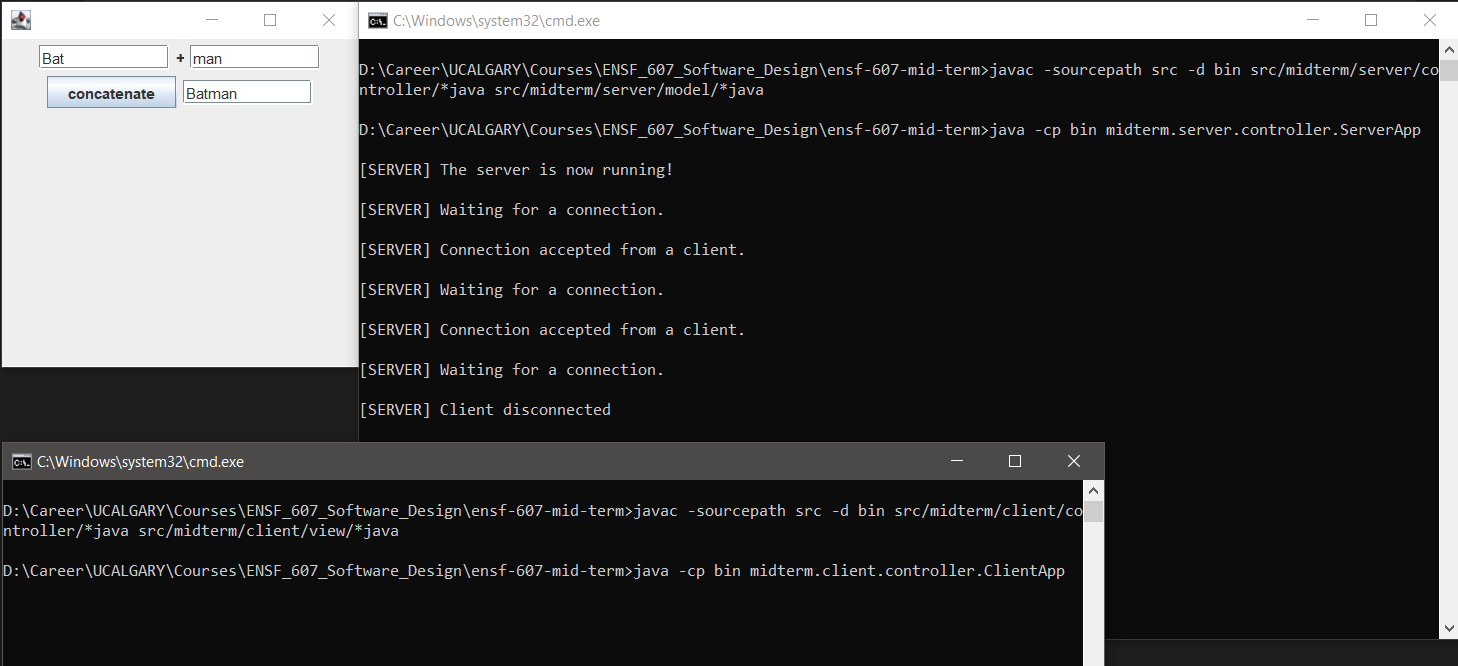 Bat + man
concatenate Batman
C:\Windows\system32\cmd.exe
D:\Career\UCALGARY\Courses\ENSF_607_Software_Design\ensf-607-mid-term>javac -sourcepath src -d bin src/midterm/server/co
ntroller/*java src/midterm/server/model/*java
D:\Career\UCALGARY\Courses\ENSF_607_Software_Design\ensf-607-mid-term>java -cp bin midterm.server.controller.ServerApp
[SERVER] The server is now running!
[SERVER] Waiting for a connection.
[SERVER] Connection accepted from a client.
[SERVER] Waiting for a connection.
[SERVER] Connection accepted from a client.
[SERVER] Waiting for a connection.
[SERVER] Client disconnected
C:\Windows\system32\cmd.exe
D:\Career\UCALGARY\Courses\ENSF_607_Software_Design\ensf-607-mid-term>javac -sourcepath src -d bin src/midterm/client/co
ntroller/*java src/midterm/client/view/*java
D:\Career\UCALGARY\Courses\ENSF_607_Software_Design\ensf-607-mid-term>java -cp bin midterm.client.controller.ClientApp